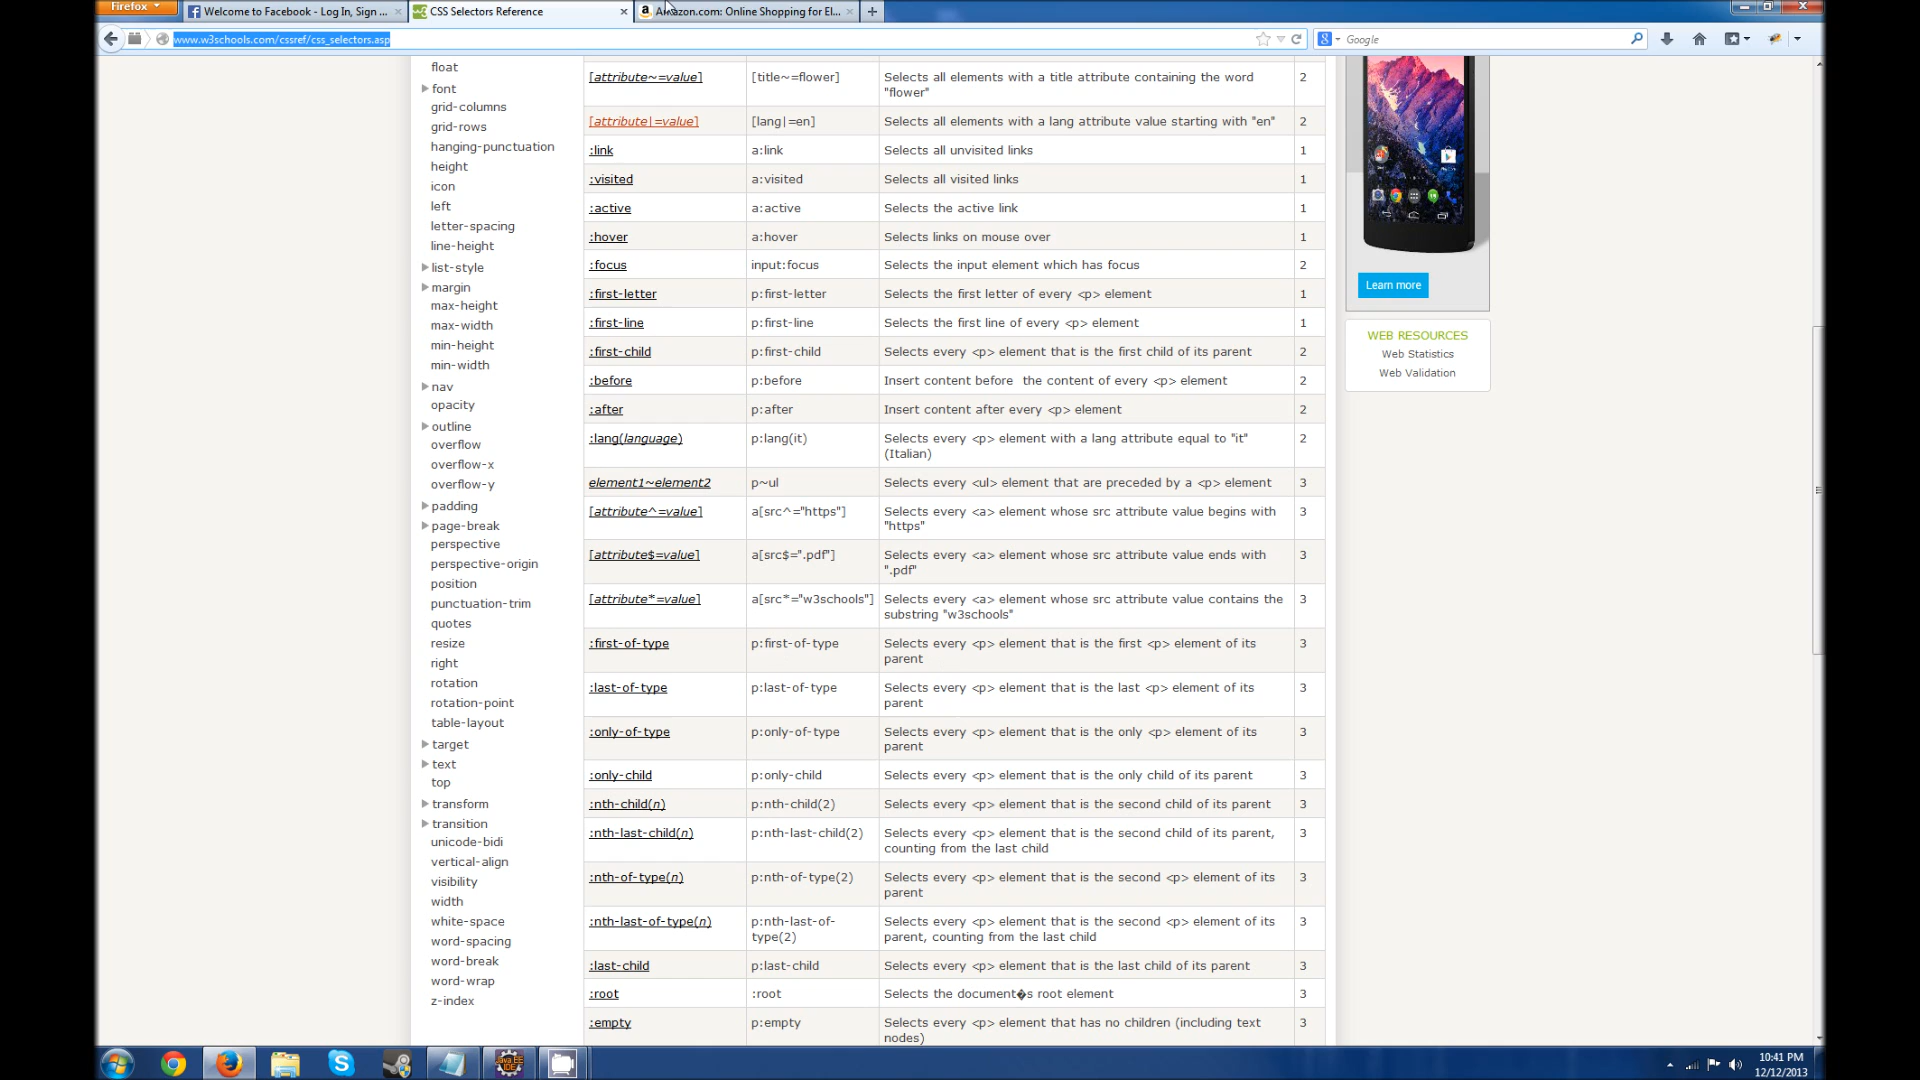 Firefox
Welcome to Facebook - Log In, Sign ...
CSS Selectors Reference
Amazon.com: Online Shopping for El...
www.w3schools.com/cssref/css_selectors.asp
Google
float
font
grid-columns
grid-rows
hanging-punctuation
height
icon
left
letter-spacing
line-height
list-style
margin
max-height
max-width
min-height
min-width
nav
opacity
outline
overflow
overflow-x
overflow-y
padding
page-break
perspective
perspective-origin
position
punctuation-trim
quotes
resize
right
rotation
rotation-point
table-layout
target
text
top
transform
transition
unicode-bidi
vertical-align
visibility
width
white-space
word-spacing
word-break
word-wrap
z-index
[attribute~=value] [title~=flower] Selects all elements with a title attribute containing the word 2
"flower"
[attribute|=value] [lang|=en] Selects all elements with a lang attribute value starting with "en" 2
:link a:link Selects all unvisited links 1
:visited a:visited Selects all visited links 1
:active a:active Selects the active link 1
:hover a:hover Selects links on mouse over 1
:focus input:focus Selects the input element which has focus 2
:first-letter p:first-letter Selects the first letter of every <p> element 1
:first-line p:first-line Selects the first line of every <p> element 1
:first-child p:first-child Selects every <p> element that is the first child of its parent 2
:before p:before Insert content before the content of every <p> element 2
:after p:after Insert content after every <p> element 2
:lang(language) p:lang(it) Selects every <p> element with a lang attribute equal to "it" 2
(Italian)
element1~element2 p~ul Selects every <ul> element that are preceded by a <p> element 3
[attribute^=value] a[src^="https"] Selects every <a> element whose src attribute value begins with 3
"https"
[attribute$=value] a[src$=".pdf"] Selects every <a> element whose src attribute value ends with 3
".pdf"
[attribute*=value] a[src*="w3schools"] Selects every <a> element whose src attribute value contains the 3
substring "w3schools"
:first-of-type p:first-of-type Selects every <p> element that is the first <p> element of its 3
parent
:last-of-type p:last-of-type Selects every <p> element that is the last <p> element of its 3
parent
:only-of-type p:only-of-type Selects every <p> element that is the only <p> element of its 3
parent
:only-child p:only-child Selects every <p> element that is the only child of its parent 3
:nth-child(n) p:nth-child(2) Selects every <p> element that is the second child of its parent 3
:nth-last-child(n) p:nth-last-child(2) Selects every <p> element that is the second child of its parent, 3
counting from the last child
:nth-of-type(n) p:nth-of-type(2) Selects every <p> element that is the second <p> element of its 3
parent
:nth-last-of-type(n) p:nth-last-of- Selects every <p> element that is the second <p> element of its 3
type(2) parent, counting from the last child
:last-child p:last-child Selects every <p> element that is the last child of its parent 3
:root :root Selects the document�s root element 3
:empty p:empty Selects every <p> element that has no children (including text 3
nodes)
Learn more
WEB RESOURCES
Web Statistics
Web Validation
Java EE
IDE
10:41 PM
12/12/2013